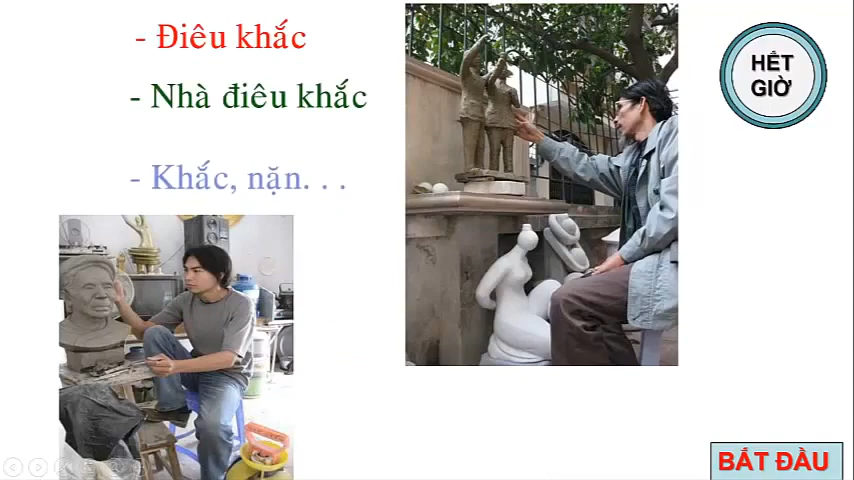 - Điêu khắc
- Nhà điêu khắc
- Khắc, nặn. . .
HẾT
GIỜ
BẮT ĐẦU